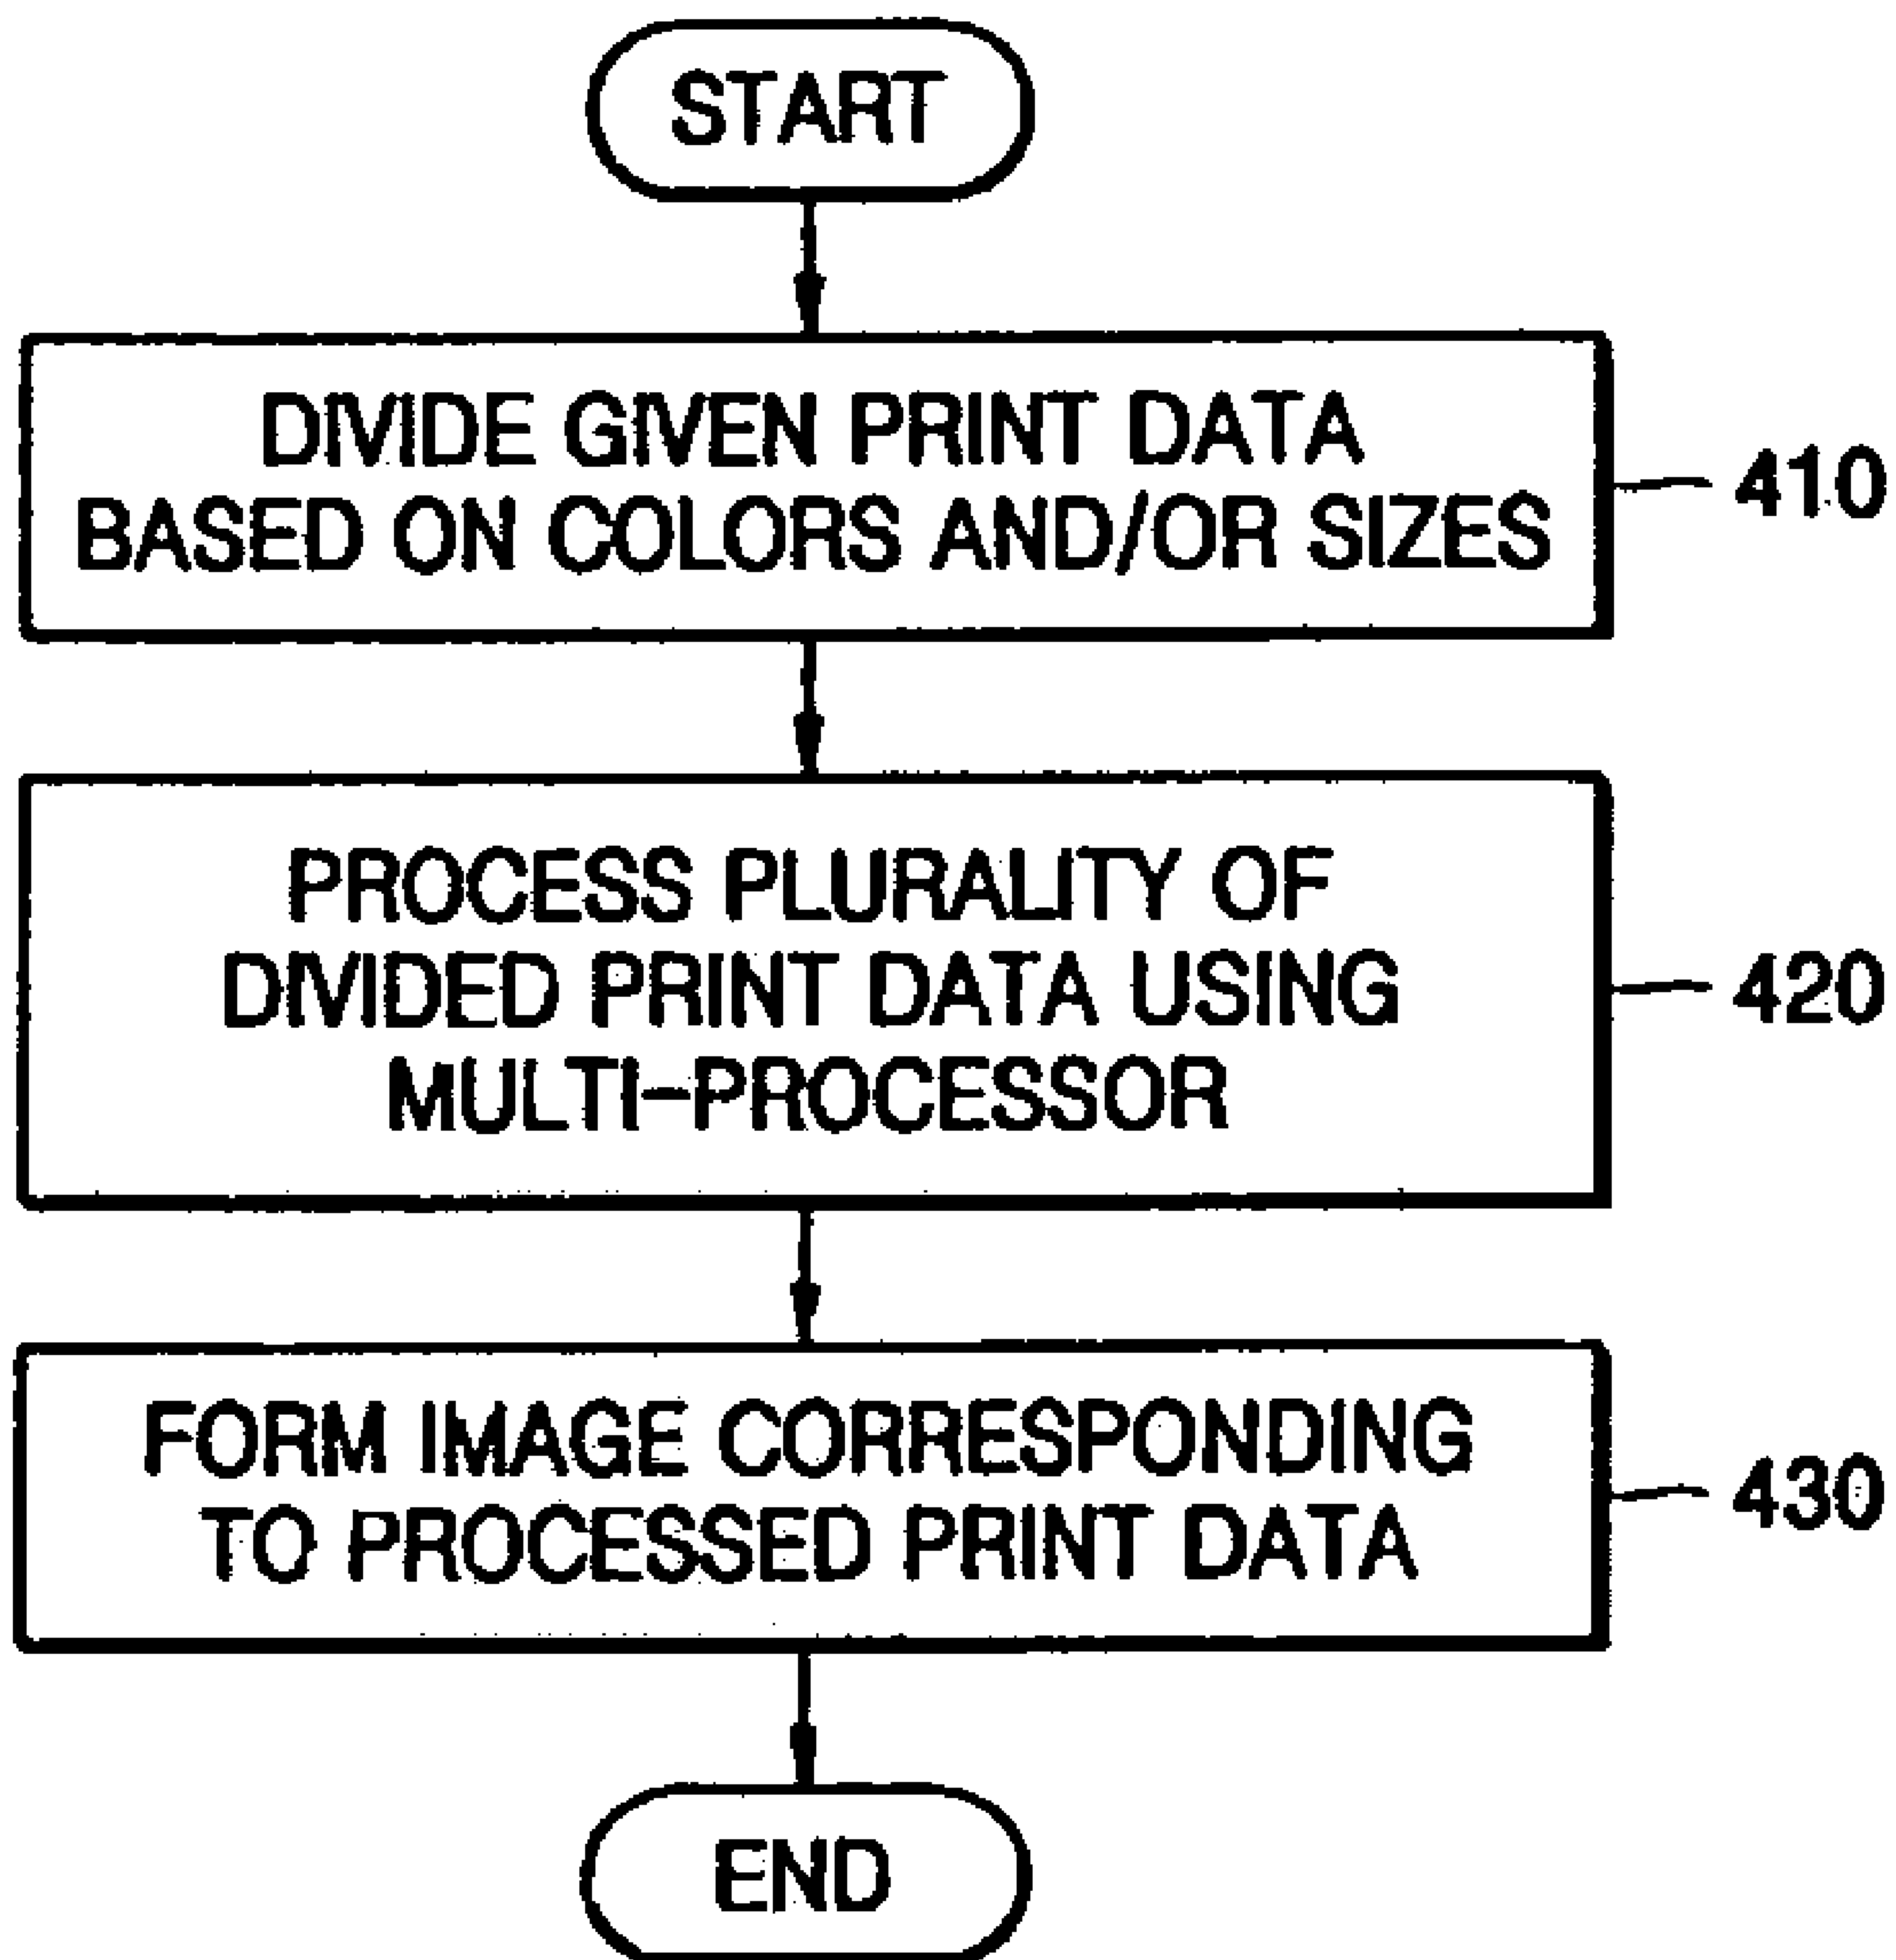 START
DIVIDE GIVEN PRINT DATA
BASED ON COLORS AND/OR SIZES
410
PROCESS PLURALITY OF
DIVIDED PRINT DATA USING
MULTI-PROCESSOR
420
FORM IMAGE CORRESPONDING
TO PROCESSED PRINT DATA
430
END